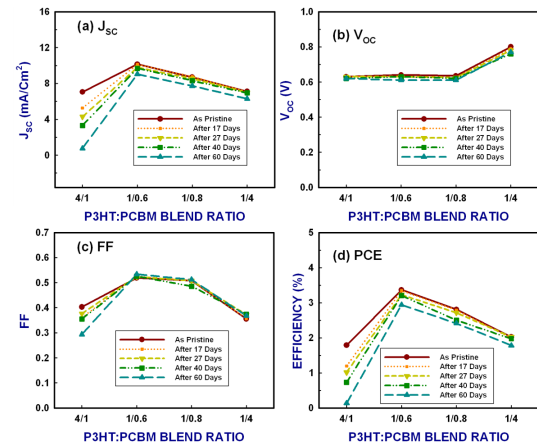 (a) J_SC
J_SC (mA/Cm²)
16
12
8
4
0
As Pristine
After 17 Days
After 27 Days
After 40 Days
After 60 Days
4/1 1/0.6 1/0.8 1/4
P3HT:PCBM BLEND RATIO
(b) V_OC
V_OC (V)
1.0
0.8
0.6
0.4
0.2
0.0
As Pristine
After 17 Days
After 27 Days
After 40 Days
After 60 Days
4/1 1/0.6 1/0.8 1/4
P3HT:PCBM BLEND RATIO
(c) FF
FF
0.7
0.6
0.5
0.4
0.3
0.2
0.1
0.0
As Pristine
After 17 Days
After 27 Days
After 40 Days
After 60 Days
4/1 1/0.6 1/0.8 1/4
P3HT:PCBM BLEND RATIO
(d) PCE
EFFICIENCY (%)
5
4
3
2
1
0
As Pristine
After 17 Days
After 27 Days
After 40 Days
After 60 Days
4/1 1/0.6 1/0.8 1/4
P3HT:PCBM BLEND RATIO